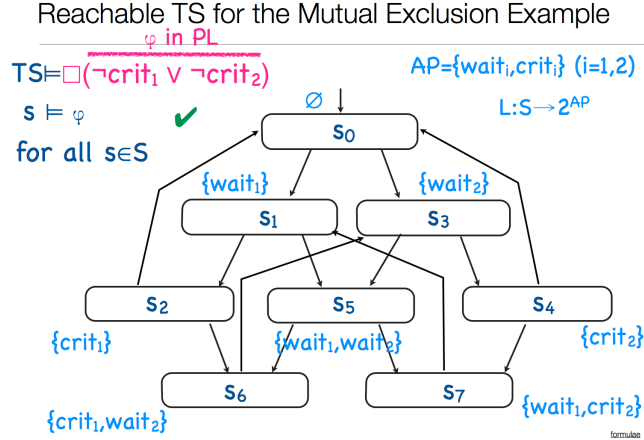 Reachable TS for the Mutual Exclusion Example
φ in PL
TS⊨□(¬crit₁ ∨ ¬crit₂)
AP={waitᵢ,critᵢ} (i=1,2)
s ⊨ φ ✔
∅
L:S→2ᴬᴾ
s₀
for all s∈S
{wait₁}
{wait₂}
s₁
s₃
s₂
s₅
s₄
{crit₁}
{wait₁,wait₂}
{crit₂}
s₆
s₇
{crit₁,wait₂}
{wait₁,crit₂}
formulae